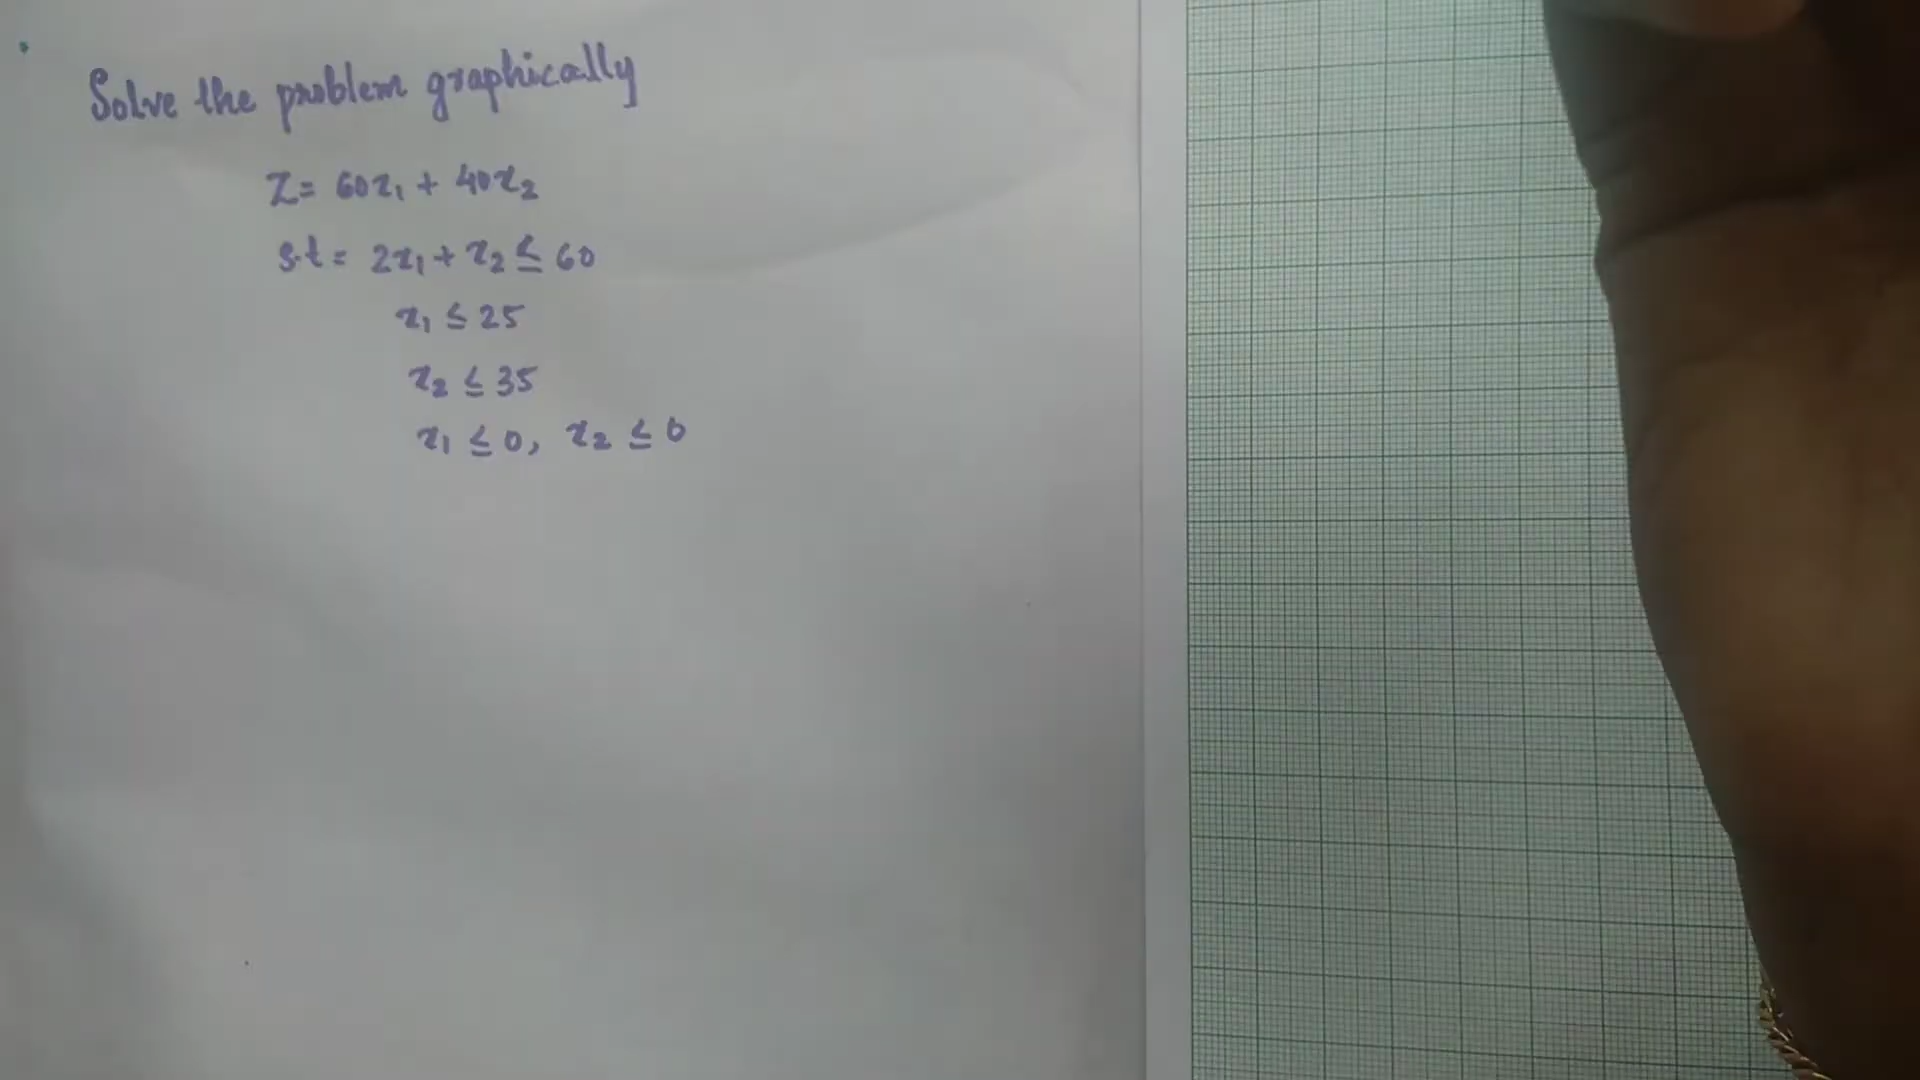 Solve the problem graphically
Z= 60x₁ + 40x₂
s.t = 2x₁ + x₂ ≤ 60
x₁ ≤ 25
x₂ ≤ 35
x₁ ≤ 0, x₂ ≤ 0